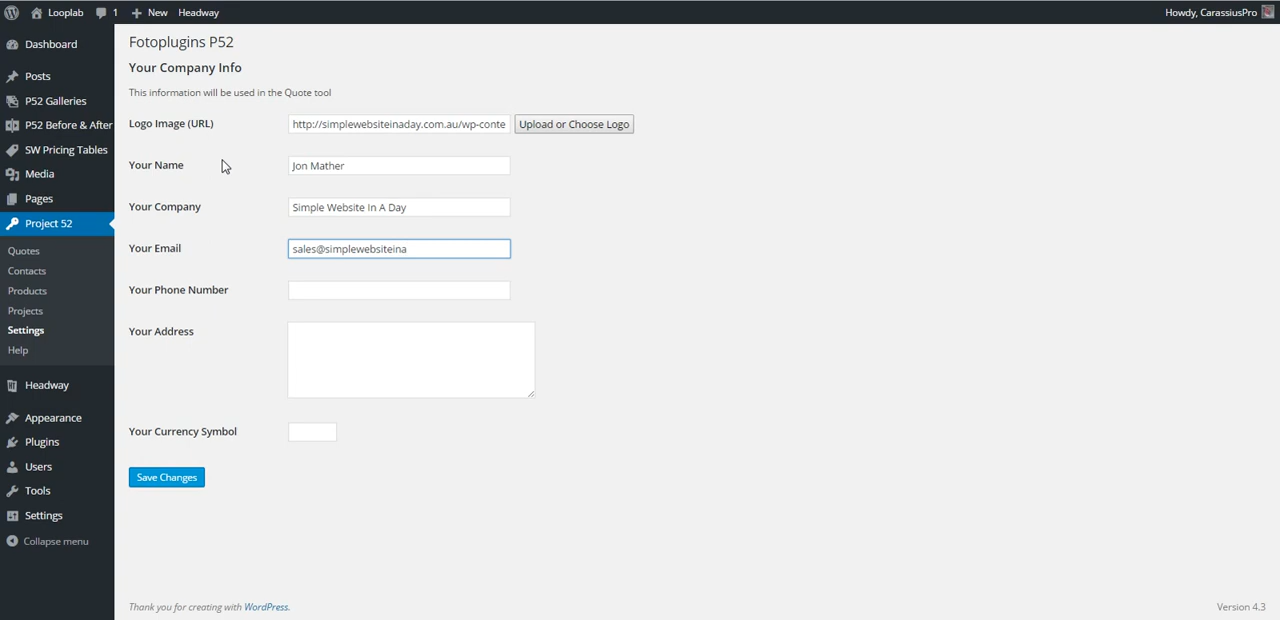 Looplab
1
New
Headway
Howdy, CarassiusPro
Dashboard
Posts
P52 Galleries
P52 Before & After
SW Pricing Tables
Media
Pages
Project 52
Quotes
Contacts
Products
Projects
Settings
Help
Headway
Appearance
Plugins
Users
Tools
Settings
Collapse menu
Fotoplugins P52
Your Company Info
This information will be used in the Quote tool
Logo Image (URL)
http://simplewebsiteinaday.com.au/wp-conte
Upload or Choose Logo
Your Name
Jon Mather
Your Company
Simple Website In A Day
Your Email
sales@simplewebsiteina
Your Phone Number
Your Address
Your Currency Symbol
Save Changes
Thank you for creating with WordPress.
Version 4.3